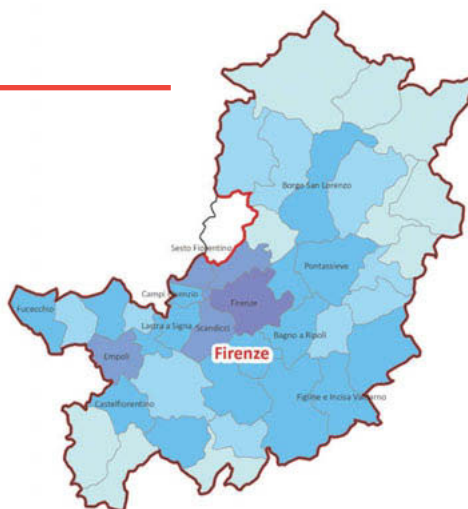 Borgo San Lorenzo
Sesto Fiorentino
Pontassieve
Campi Bisenzio
Firenze
Fucecchio
Lastra a Signa
Scandicci
Bagno a Ripoli
Firenze
Empoli
Castelfiorentino
Figline e Incisa Valdarno